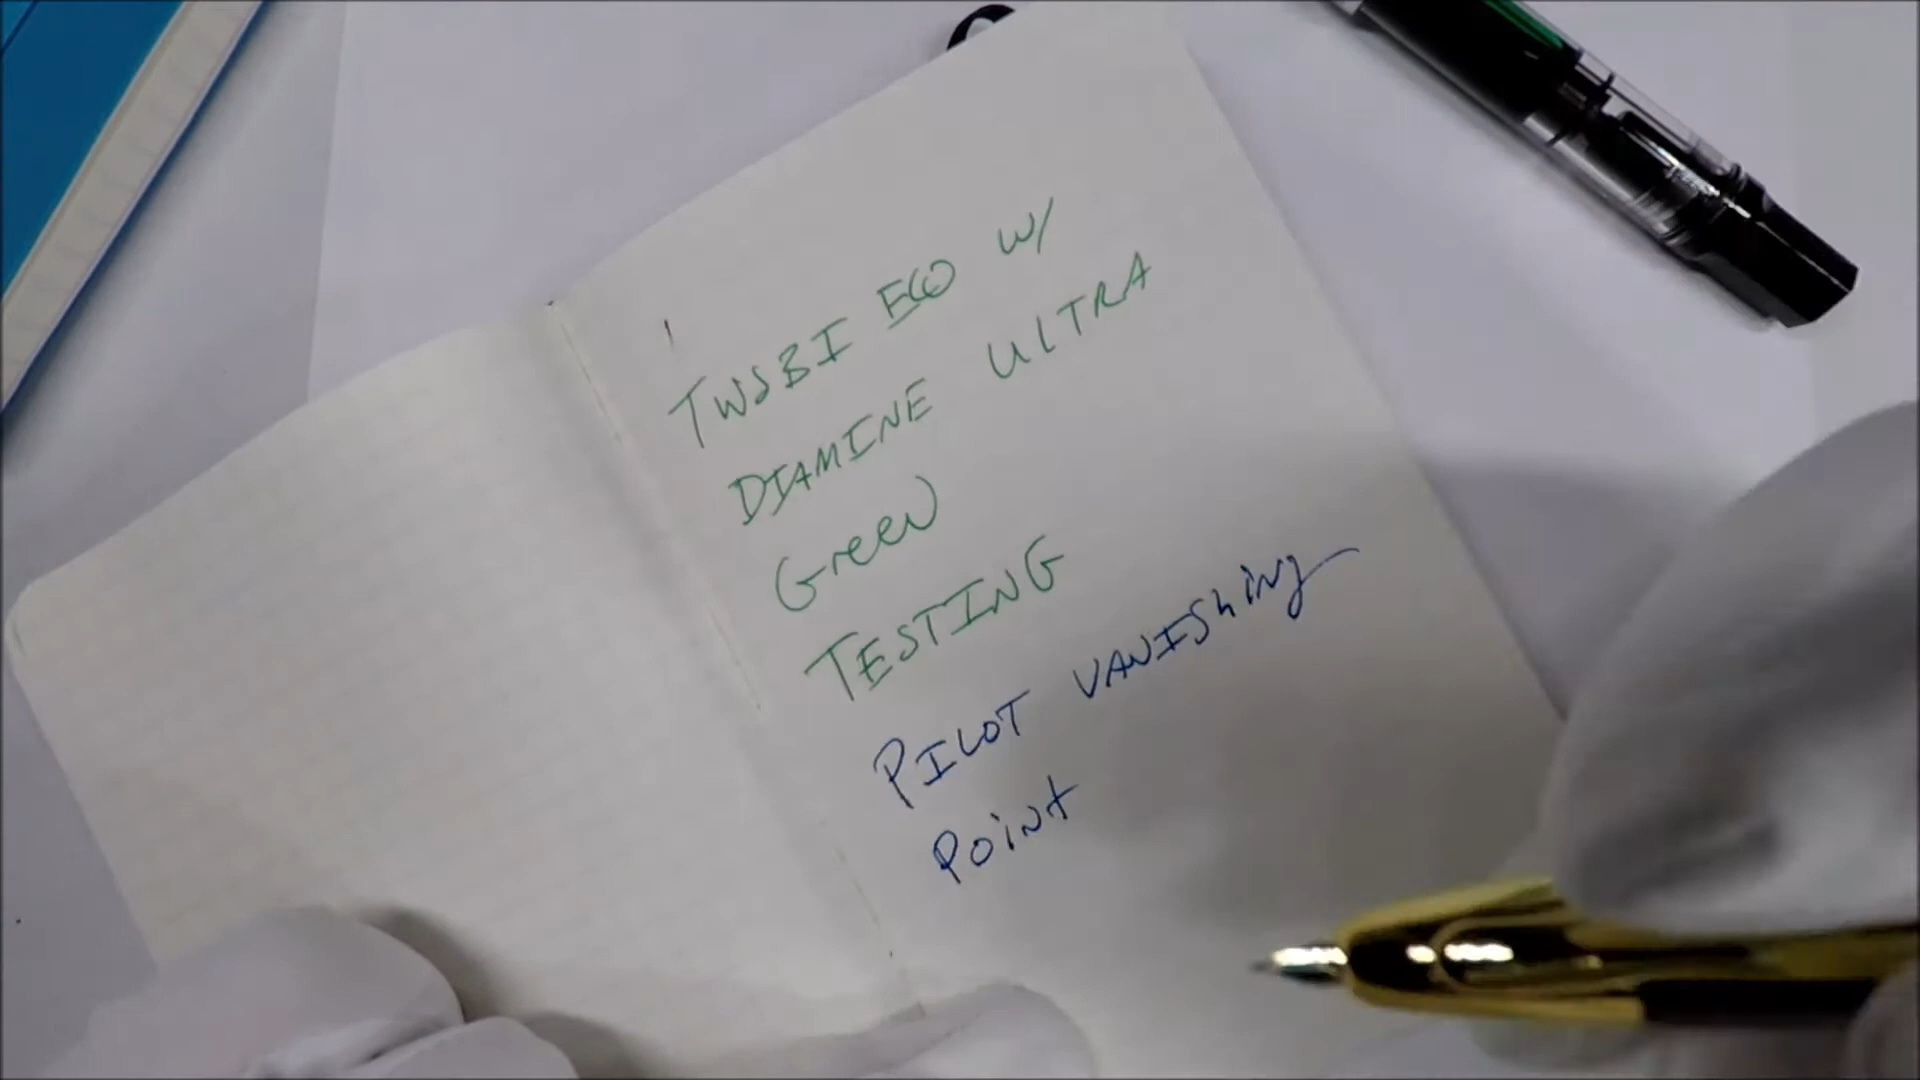 TWSBI ECO W/
DIAMINE ULTRA
Green
TESTING
PILOT VANISHing
Point